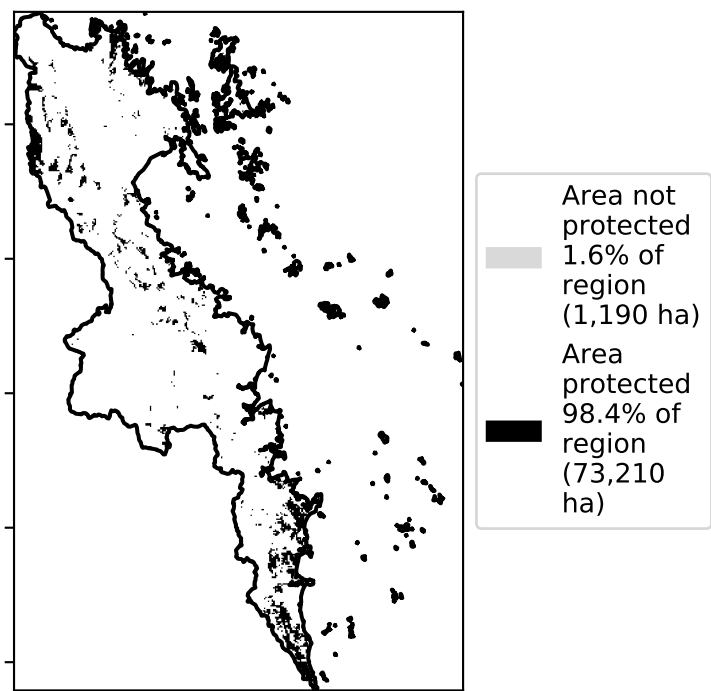 Area not
protected
1.6% of
region
(1,190 ha)
Area
protected
98.4% of
region
(73,210
ha)